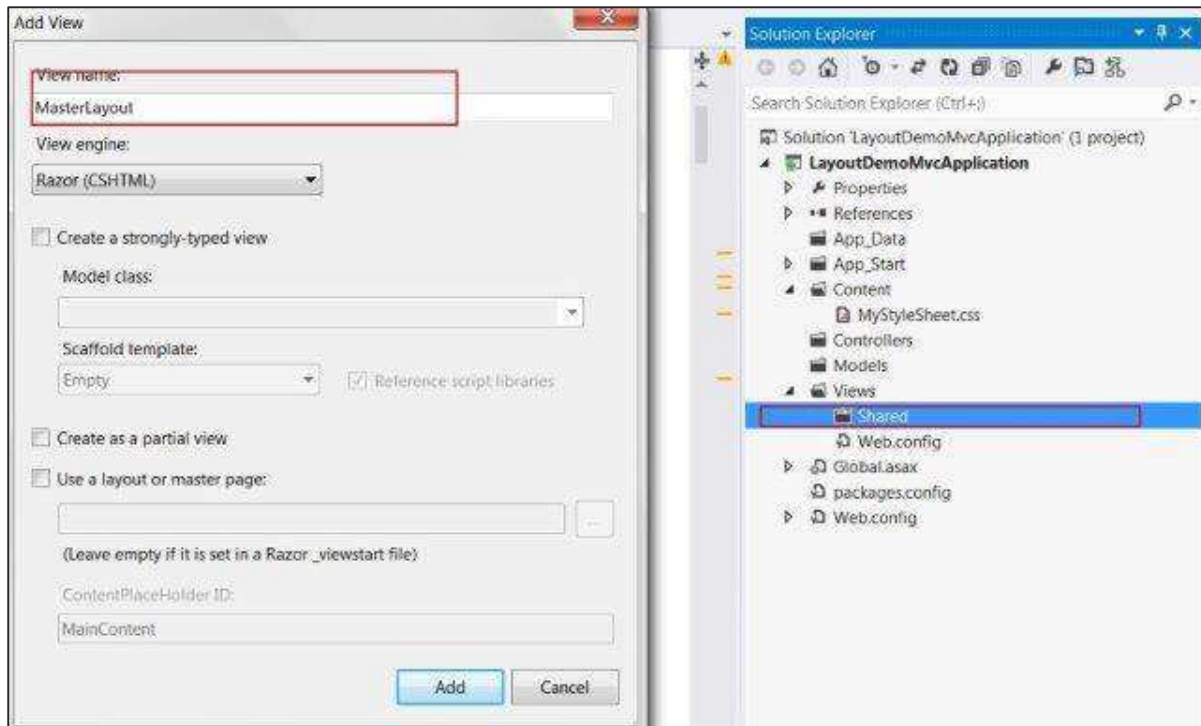 Add View
View name:
MasterLayout
View engine:
Razor (CSHTML)
Create a strongly-typed view
Model class:
Scaffold template:
Empty
Reference script libraries
Create as a partial view
Use a layout or master page:
...
(Leave empty if it is set in a Razor _viewstart file)
ContentPlaceHolder ID:
MainContent
Add
Cancel
Solution Explorer
Search Solution Explorer (Ctrl+;)
Solution 'LayoutDemoMvcApplication' (1 project)
LayoutDemoMvcApplication
Properties
References
App_Data
App_Start
Content
MyStyleSheet.css
Controllers
Models
Views
Shared
Web.config
Global.asax
packages.config
Web.config